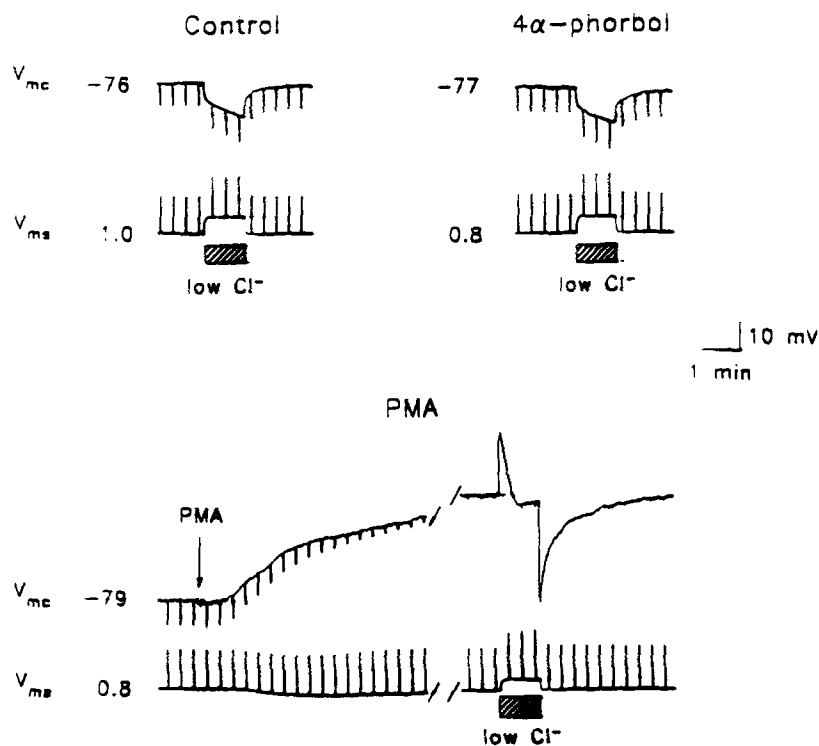 Control 4α-phorbol
V_mc -76 -77
V_ms 1.0 0.8
low Cl⁻ low Cl⁻
10 mV
1 min
PMA
PMA
V_mc -79
V_ms 0.8
low Cl⁻